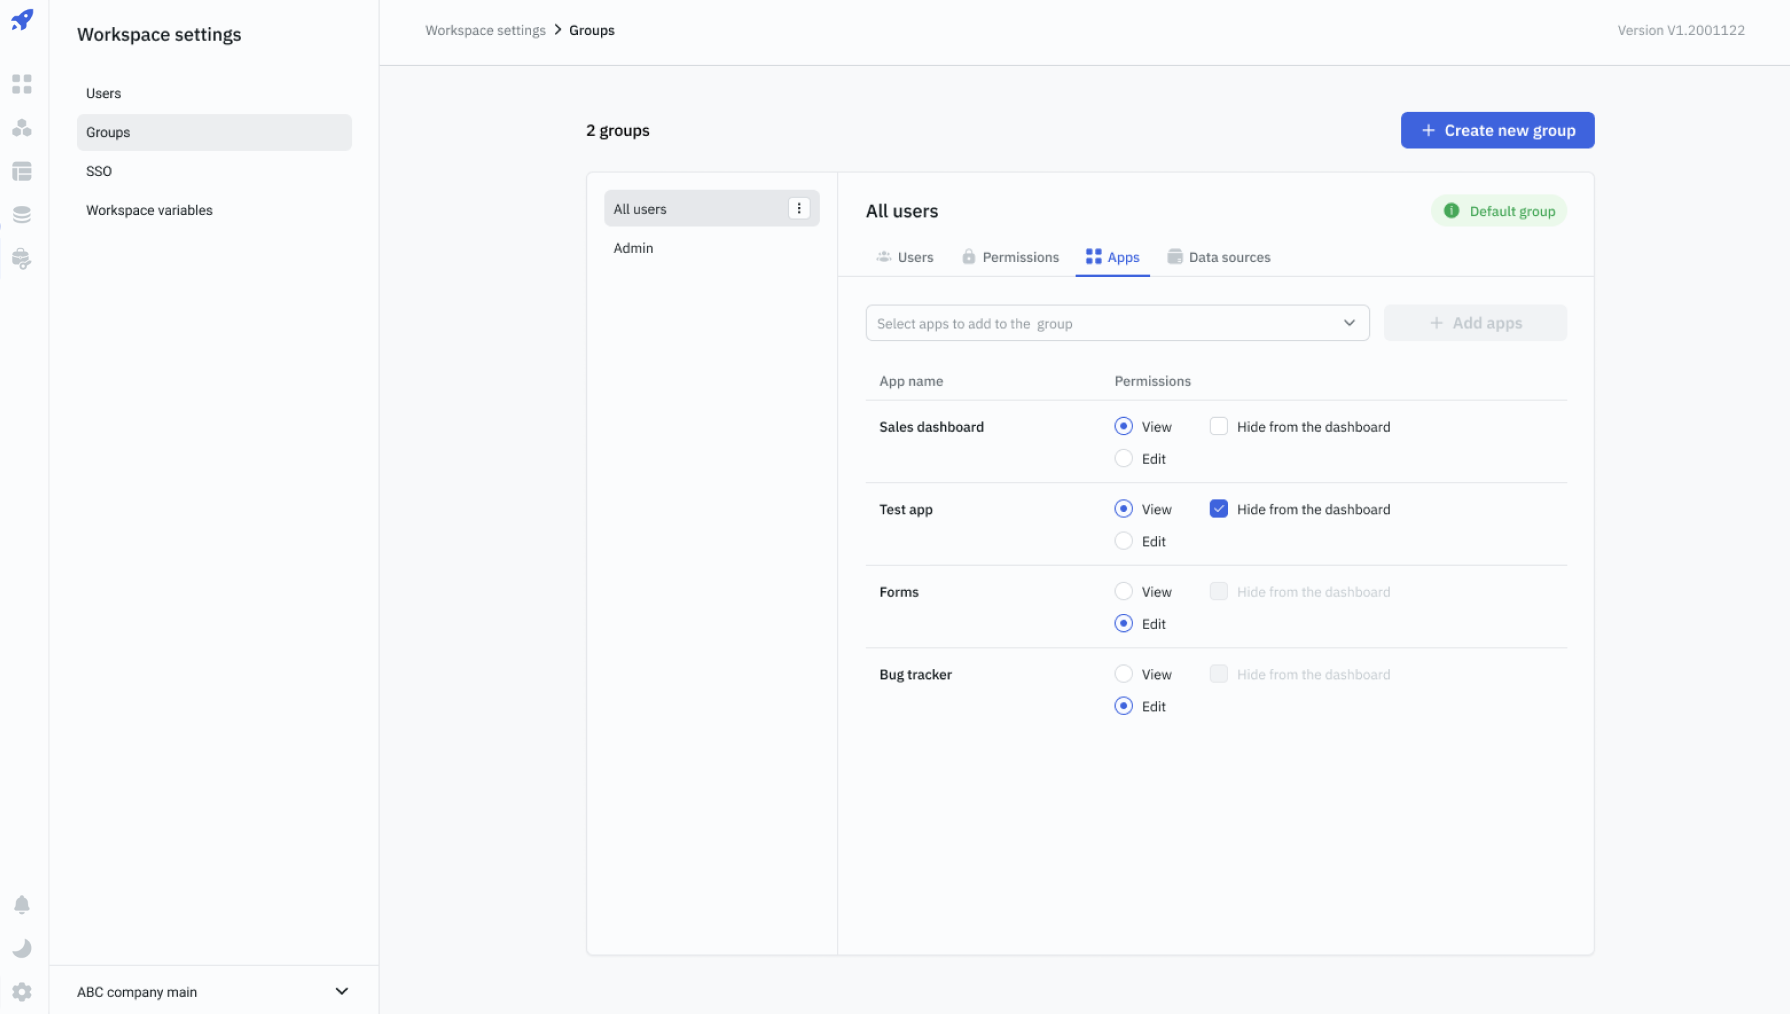 Workspace settings
Users
Groups
SSO
Workspace variables
ABC company main
Workspace settings > Groups
Version V1.2001122
2 groups
+ Create new group
All users
Admin
All users
Default group
Users
Permissions
Apps
Data sources
Select apps to add to the group
+ Add apps
App name Permissions
Sales dashboard View Hide from the dashboard
Edit
Test app View Hide from the dashboard
Edit
Forms View Hide from the dashboard
Edit
Bug tracker View Hide from the dashboard
Edit